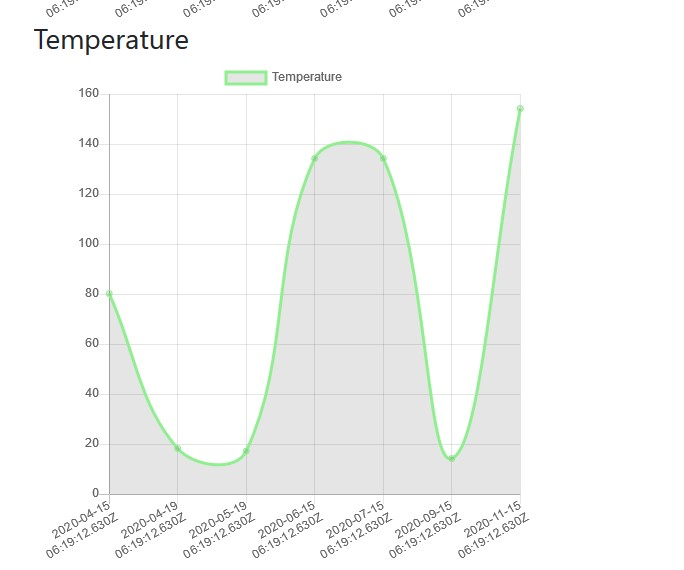 Temperature
Temperature
160
140
120
100
80
60
40
20
0
2020-04-15
06:19:12.630Z
2020-04-19
06:19:12.630Z
2020-05-19
06:19:12.630Z
2020-06-15
06:19:12.630Z
2020-07-15
06:19:12.630Z
2020-09-15
06:19:12.630Z
2020-11-15
06:19:12.630Z